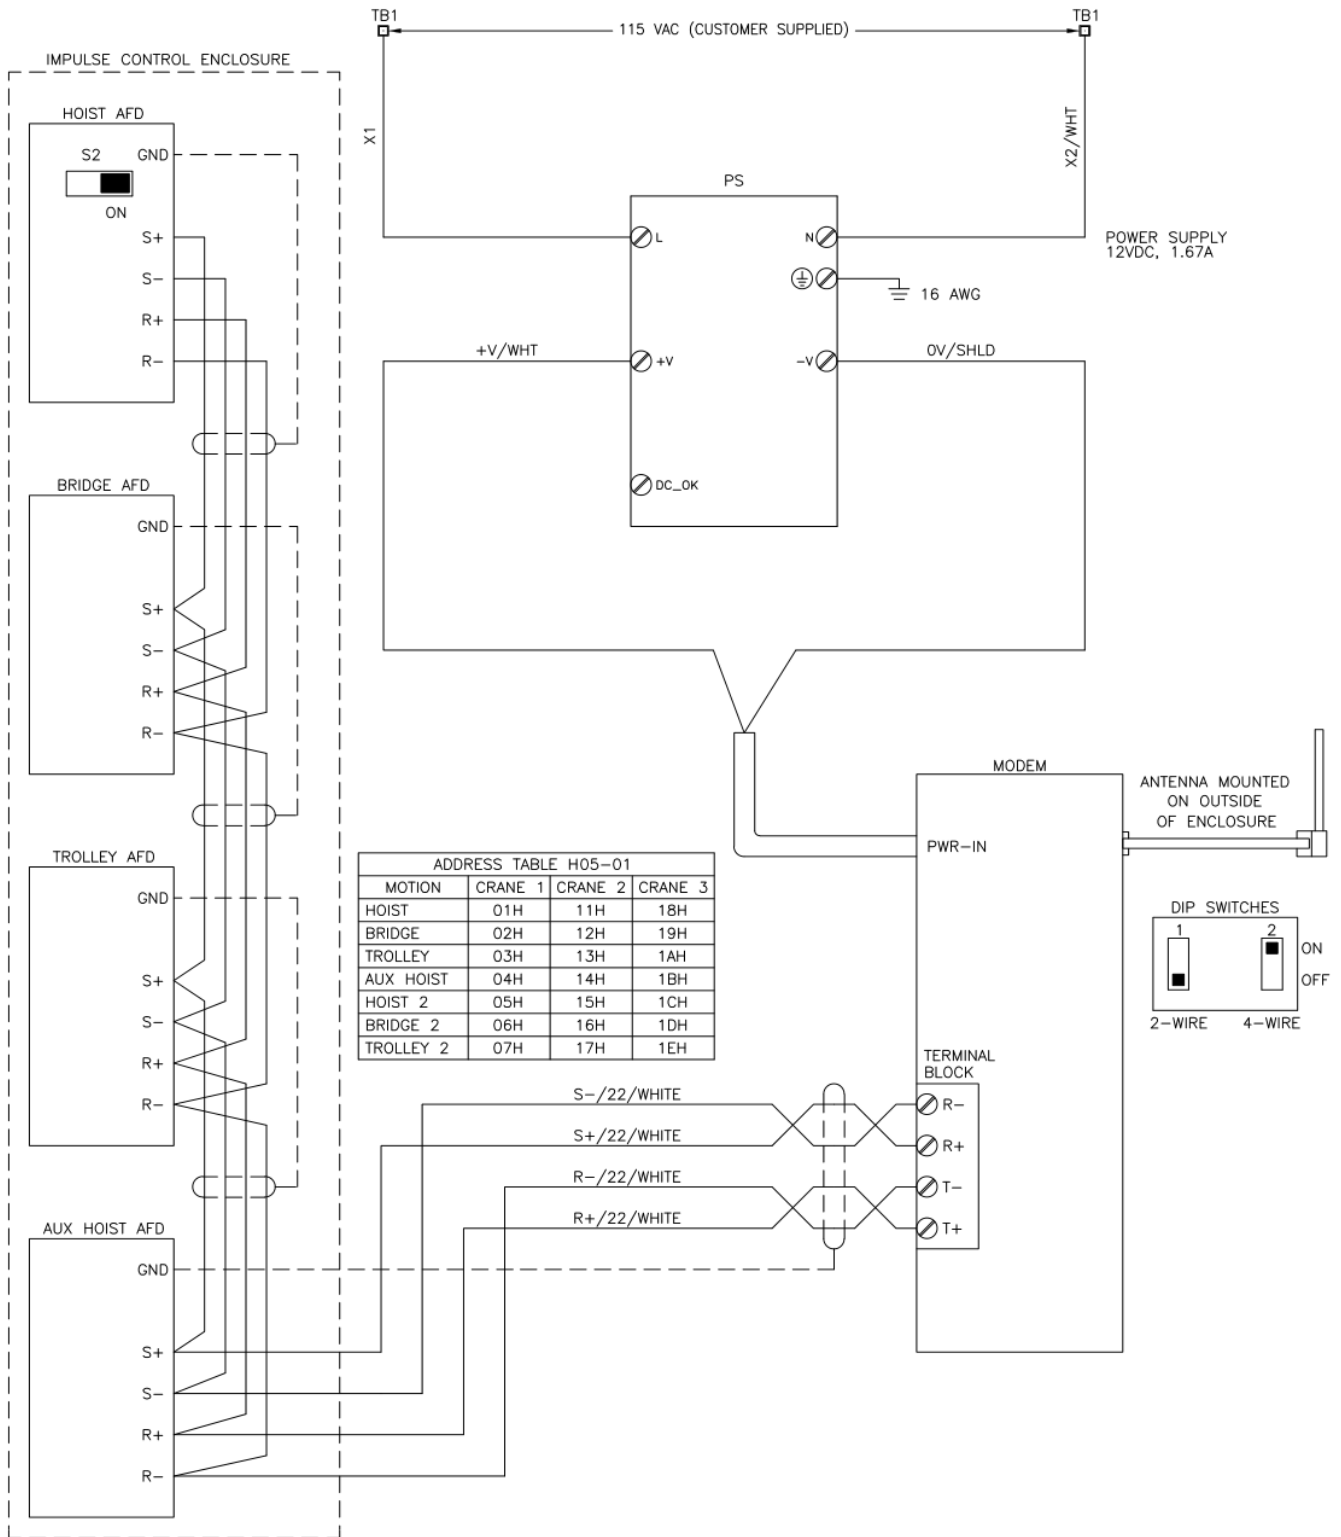 TB1
115 VAC (CUSTOMER SUPPLIED)
TB1
X1
X2/WHT
IMPULSE CONTROL ENCLOSURE
HOIST AFD
S2
GND
ON
S+
S-
R+
R-
PS
L
N
16 AWG
POWER SUPPLY
12VDC, 1.67A
+V/WHT
+V
-V
0V/SHLD
DC_OK
BRIDGE AFD
GND
S+
S-
R+
R-
TROLLEY AFD
GND
S+
S-
R+
R-
ADDRESS TABLE H05-01
MOTION CRANE 1 CRANE 2 CRANE 3
HOIST 01H 11H 18H
BRIDGE 02H 12H 19H
TROLLEY 03H 13H 1AH
AUX HOIST 04H 14H 1BH
HOIST 2 05H 15H 1CH
BRIDGE 2 06H 16H 1DH
TROLLEY 2 07H 17H 1EH
MODEM
PWR-IN
ANTENNA MOUNTED
ON OUTSIDE
OF ENCLOSURE
DIP SWITCHES
1 2
ON
OFF
2-WIRE 4-WIRE
TERMINAL
BLOCK
S-/22/WHITE
R-
S+/22/WHITE
R+
R-/22/WHITE
T-
R+/22/WHITE
T+
AUX HOIST AFD
GND
S+
S-
R+
R-